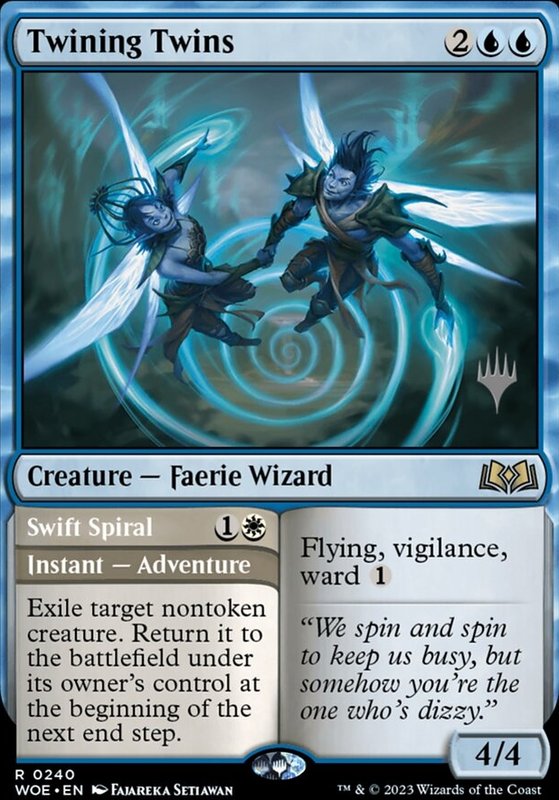 Twining Twins 2
Creature — Faerie Wizard
Swift Spiral 1
Instant — Adventure
Exile target nontoken
creature. Return it to
the battlefield under
its owner's control at
the beginning of the
next end step.
Flying, vigilance,
ward 1
“We spin and spin
to keep us busy, but
somehow you're the
one who's dizzy.”
4/4
R 0240
WOE • EN Fajareka Setiawan
™ & © 2023 Wizards of the Coast